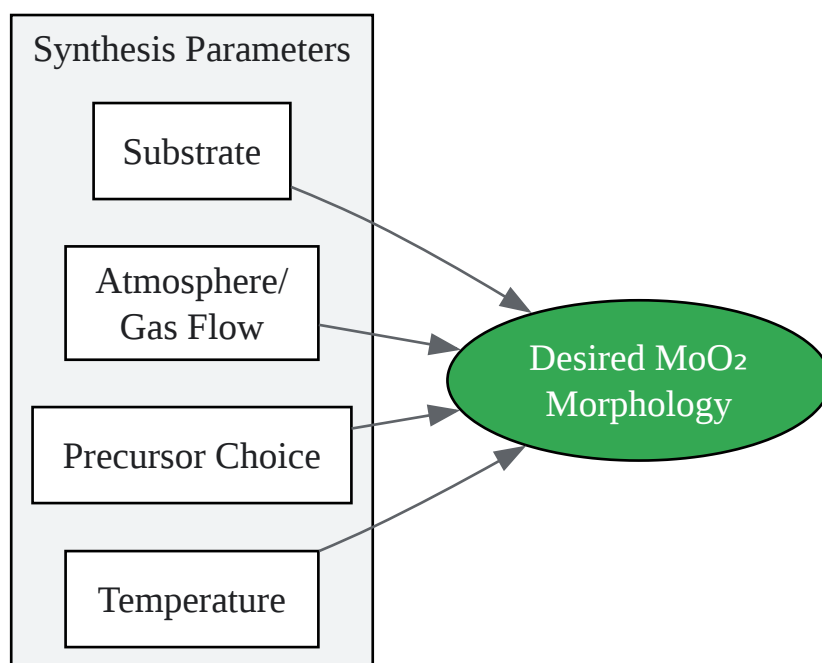 Synthesis Parameters
Substrate
Atmosphere/
Gas Flow
Precursor Choice
Temperature
Desired MoO₂
Morphology